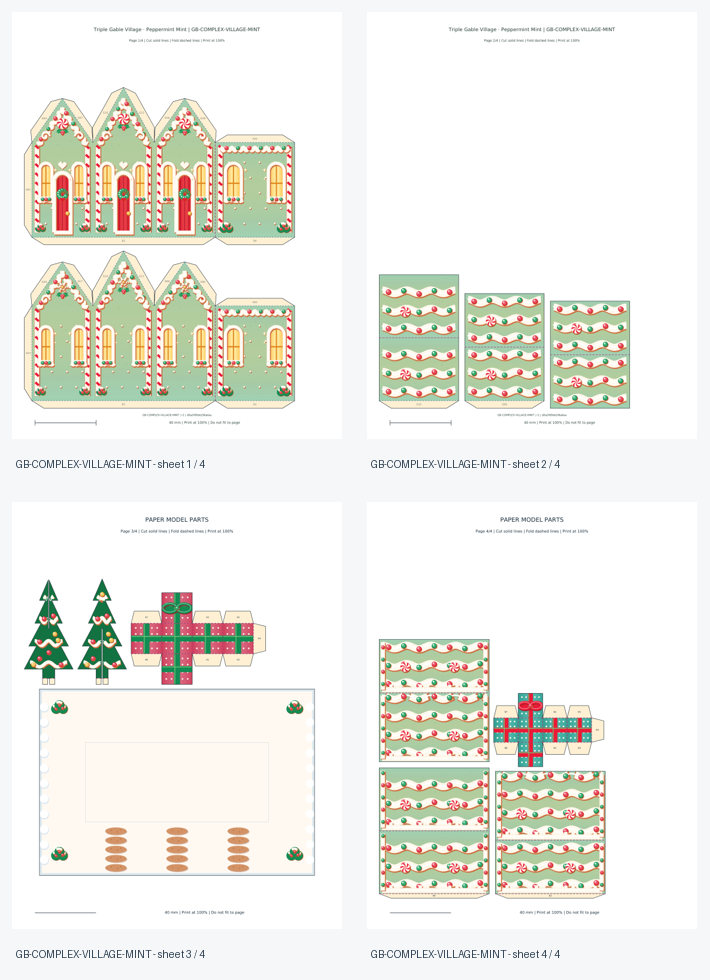 Triple Gable Village - Peppermint Mint | GB-COMPLEX-VILLAGE-MINT
Page 1/4 | Cut solid lines | Fold dashed lines | Print at 100%
40 mm | Print at 100% | Do not fit to page
GB-COMPLEX-VILLAGE-MINT - sheet 1 / 4
Triple Gable Village - Peppermint Mint | GB-COMPLEX-VILLAGE-MINT
Page 2/4 | Cut solid lines | Fold dashed lines | Print at 100%
40 mm | Print at 100% | Do not fit to page
GB-COMPLEX-VILLAGE-MINT - sheet 2 / 4
PAPER MODEL PARTS
Page 3/4 | Cut solid lines | Fold dashed lines | Print at 100%
40 mm | Print at 100% | Do not fit to page
GB-COMPLEX-VILLAGE-MINT - sheet 3 / 4
PAPER MODEL PARTS
Page 4/4 | Cut solid lines | Fold dashed lines | Print at 100%
40 mm | Print at 100% | Do not fit to page
GB-COMPLEX-VILLAGE-MINT - sheet 4 / 4